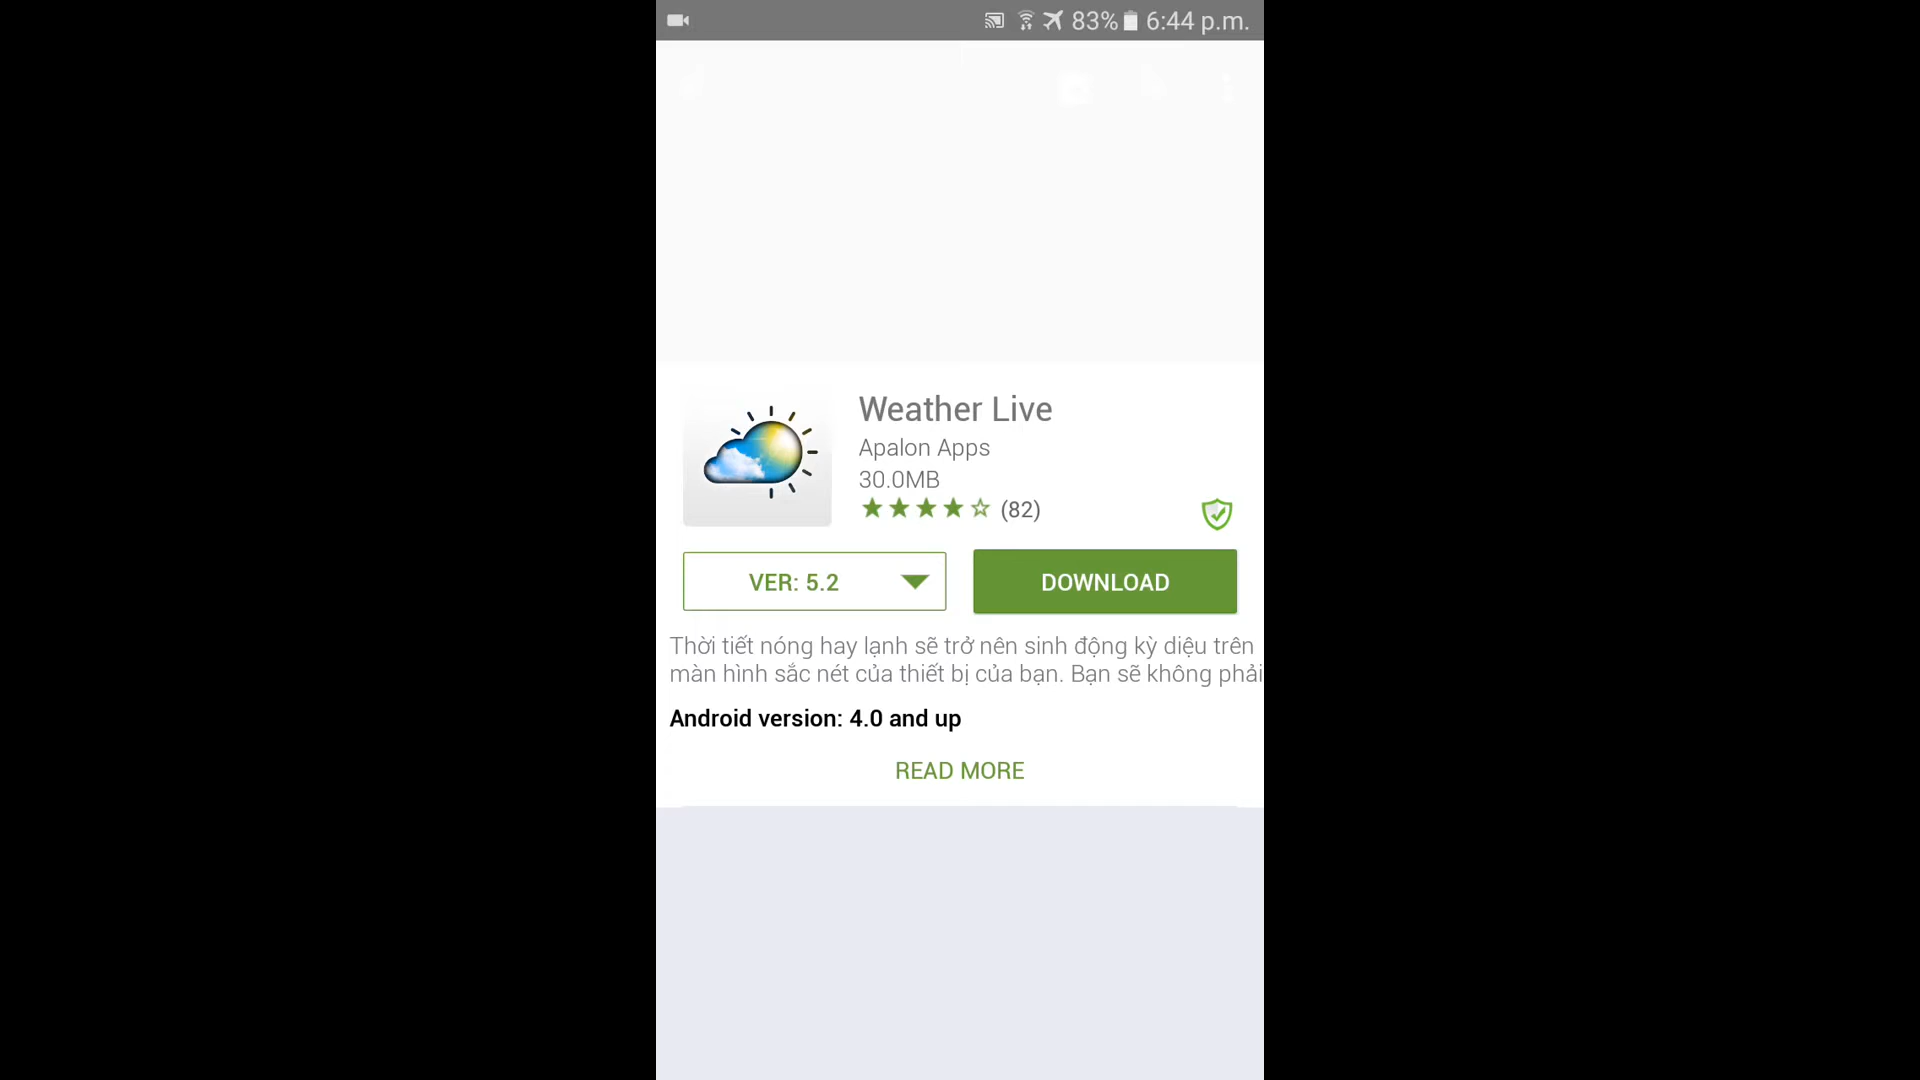 83% 6:44 p.m.
Weather Live
Apalon Apps
30.0MB
(82)
VER: 5.2
DOWNLOAD
Thời tiết nóng hay lạnh sẽ trở nên sinh động kỳ diệu trên
màn hình sắc nét của thiết bị của bạn. Bạn sẽ không phải
Android version: 4.0 and up
READ MORE